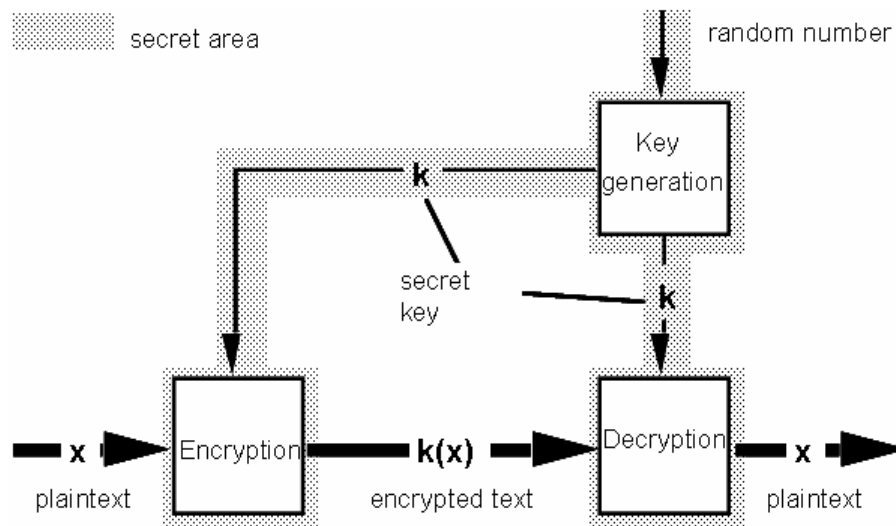 secret area
random number
Key
generation
k
secret
key
k
x
Encryption
k(x)
Decryption
x
plaintext
encrypted text
plaintext